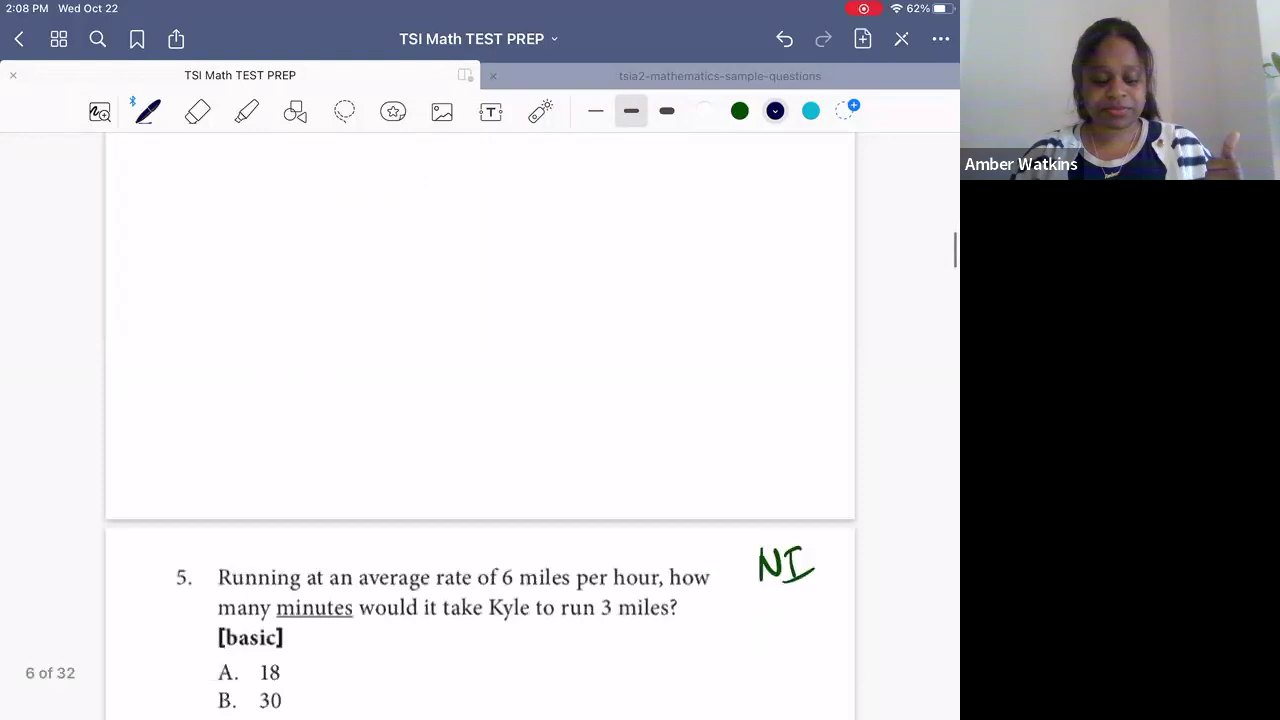 2:08 PM Wed Oct 22
62%
TSI Math TEST PREP
TSI Math TEST PREP
tsia2-mathematics-sample-questions
T
Amber Watkins
NI
5. Running at an average rate of 6 miles per hour, how
many minutes would it take Kyle to run 3 miles?
[basic]
A. 18
6 of 32
B. 30